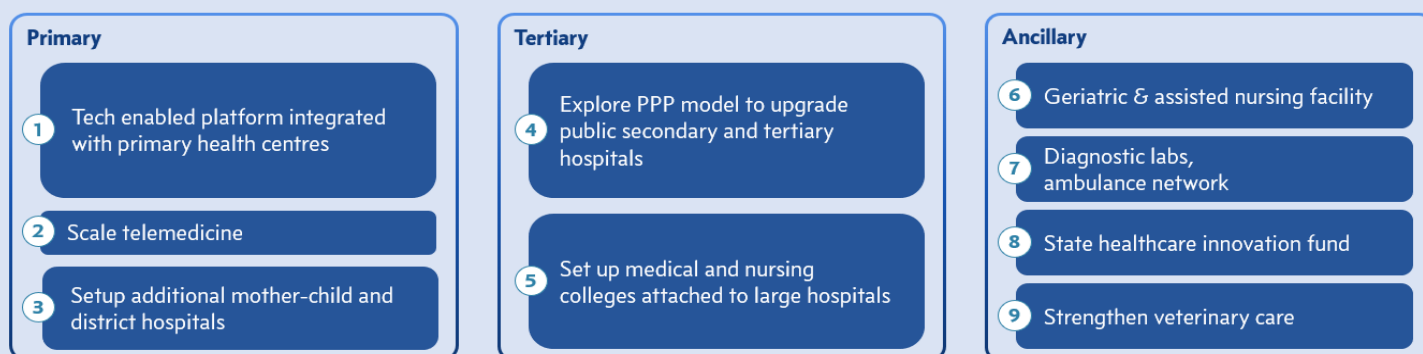 Primary
1
Tech enabled platform integrated
with primary health centres
2
Scale telemedicine
3
Setup additional mother-child and
district hospitals
Tertiary
4
Explore PPP model to upgrade
public secondary and tertiary
hospitals
5
Set up medical and nursing
colleges attached to large hospitals
Ancillary
6
Geriatric & assisted nursing facility
7
Diagnostic labs,
ambulance network
8
State healthcare innovation fund
9
Strengthen veterinary care